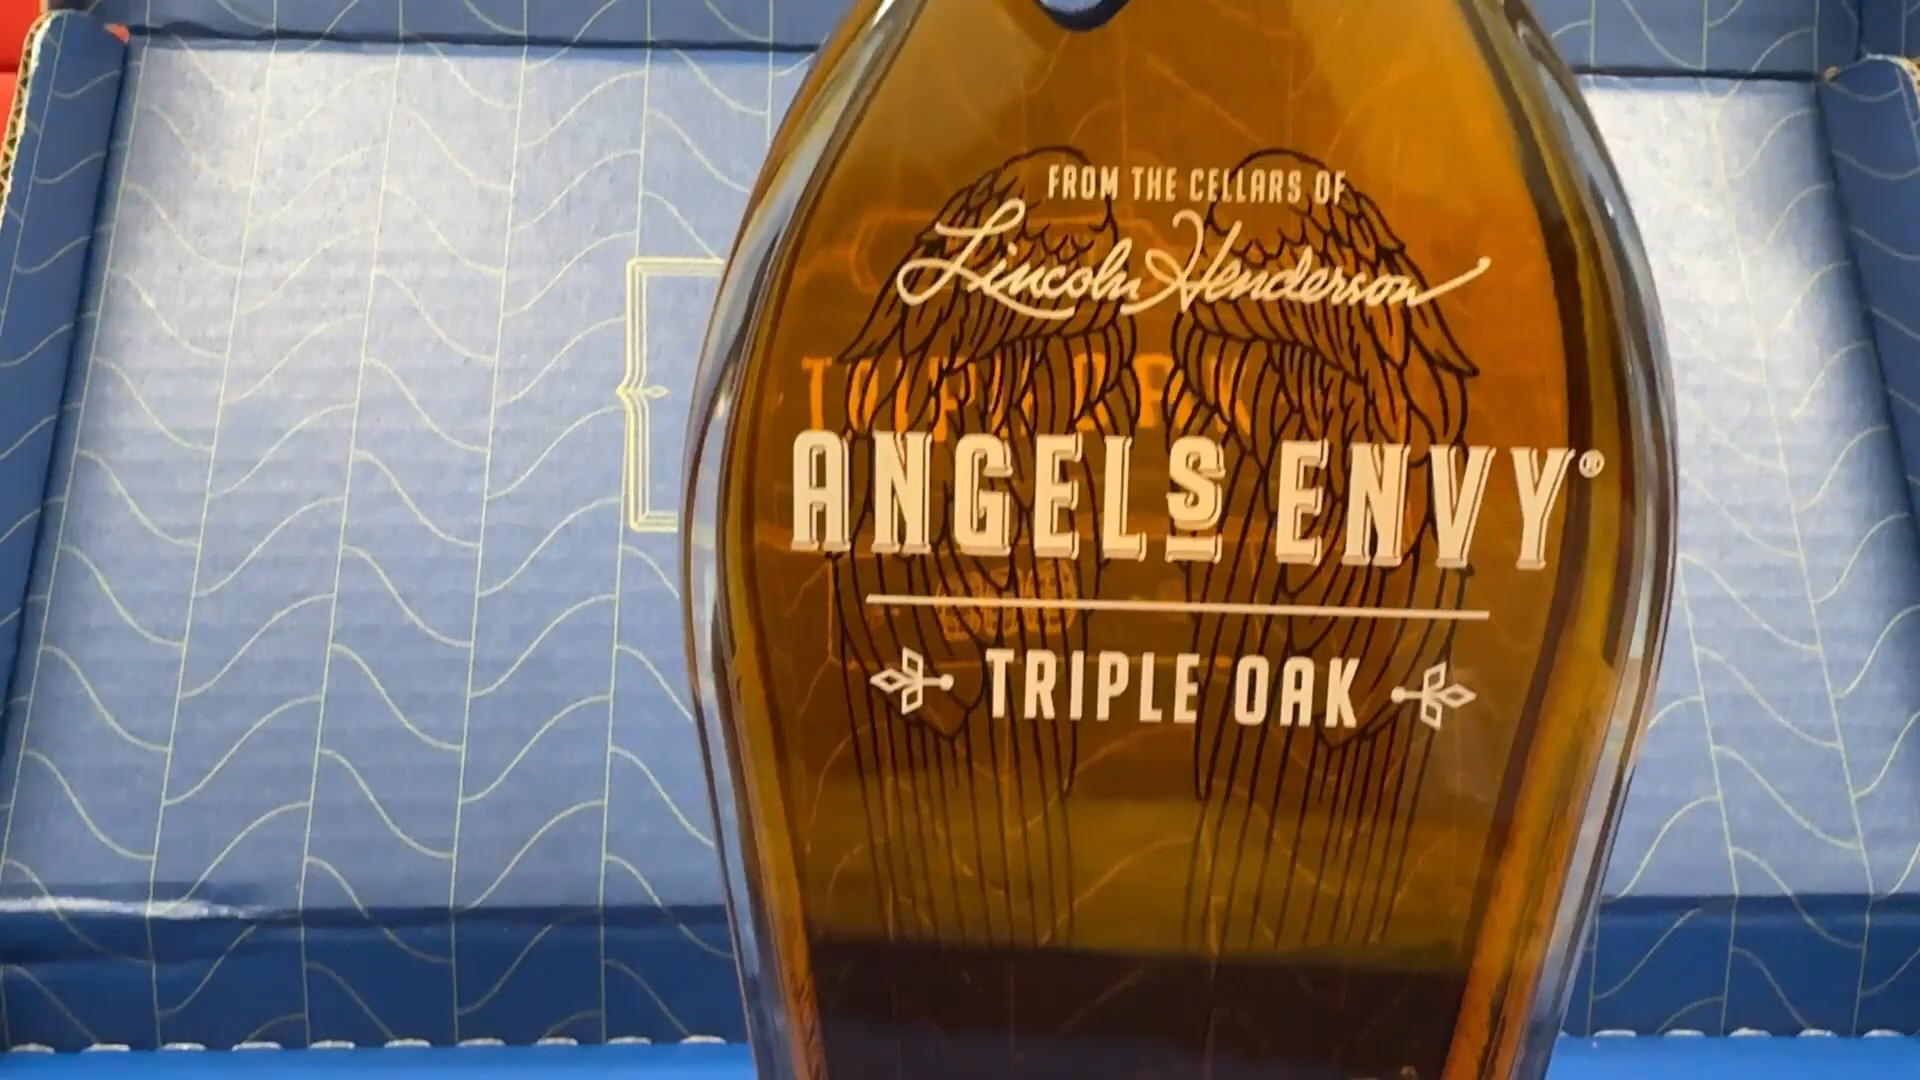 FROM THE CELLARS OF
Lincoln Henderson
ANGELS ENVY®
TRIPLE OAK